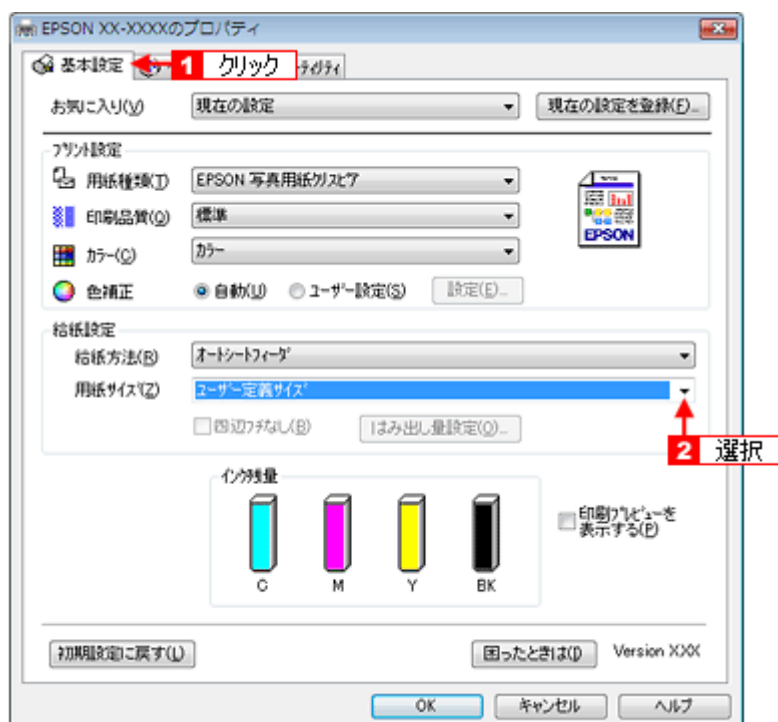 EPSON XX-XXXXのプロパティ
基本設定 1 クリック ーティリティ
お気に入り(V) 現在の設定 現在の設定を登録(F)...
プリント設定
用紙種類(T) EPSON 写真用紙クリスピア
印刷品質(Q) 標準
カラー(C) カラー
EPSON
色補正 自動(U) ユーザー設定(S) 設定(E)...
給紙設定
給紙方法(R) オートシートフィーダ
用紙サイズ(Z) ユーザー定義サイズ
四辺フチなし(B) はみ出し量設定(O)...
2 選択
インク残量
印刷プレビューを
表示する(P)
C M Y BK
初期設定に戻す(L) 困ったときは(I) Version X.XX
OK キャンセル ヘルプ